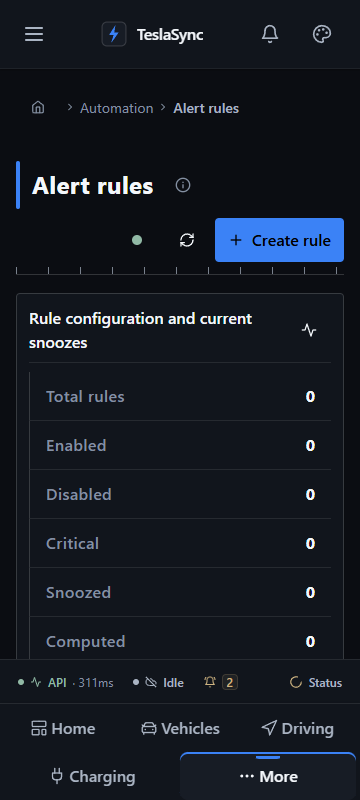 TeslaSync
Automation
Alert rules
Alert rules
Create rule
Rule configuration and current
snoozes
Total rules 0
Enabled 0
Disabled 0
Critical 0
Snoozed 0
Computed 0
API · 311ms Idle 2 Status
Home Vehicles Driving
Charging More